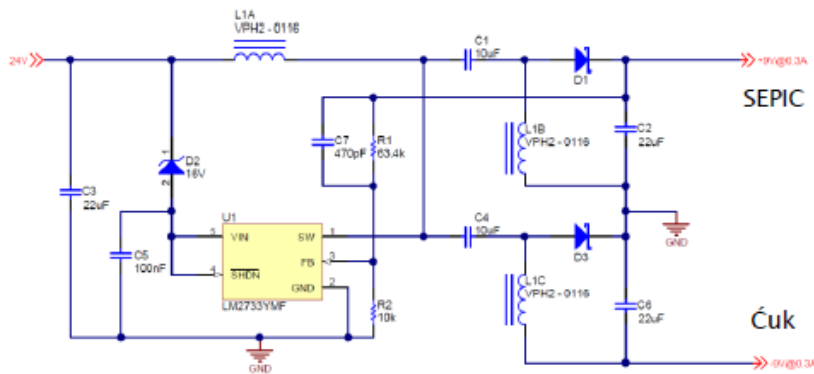 L1A
VPH2-0116
24V
C1
10uF
D1
+9V@0.3A
SEPIC
C7
470pF
R1
63.4k
L1B
VPH2-0116
C2
22uF
1
D2
16V
2
C3
22uF
U1
C4
10uF
GND
5
VIN
SW
1
C5
100nF
D3
4
SHDN
FB
3
GND
2
L1C
VPH2-0116
LM2733YMF
R2
10k
C6
22uF
Ćuk
GND
-9V@0.3A